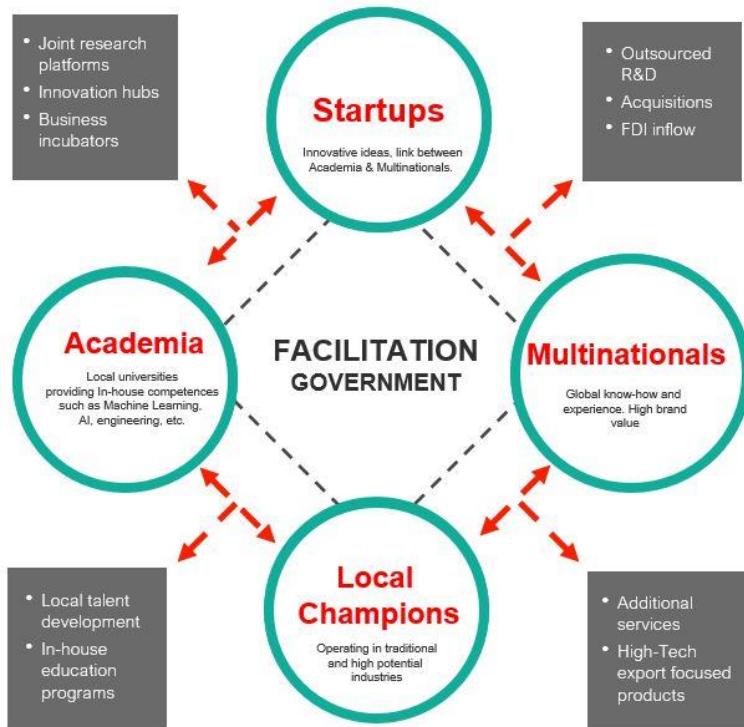 • Joint research
platforms
• Innovation hubs
• Business
incubators
Startups
Innovative ideas, link between
Academia & Multinationals.
• Outsourced
R&D
• Acquisitions
• FDI inflow
Academia
Local universities
providing In-house competences
such as Machine Learning.
AI, engineering, etc.
FACILITATION
GOVERNMENT
Multinationals
Global know-how and
experience. High brand
value
• Local talent
development
• In-house
education
programs
Local
Champions
Operating in traditional
and high potential
industries
• Additional
services
• High-Tech
export focused
products